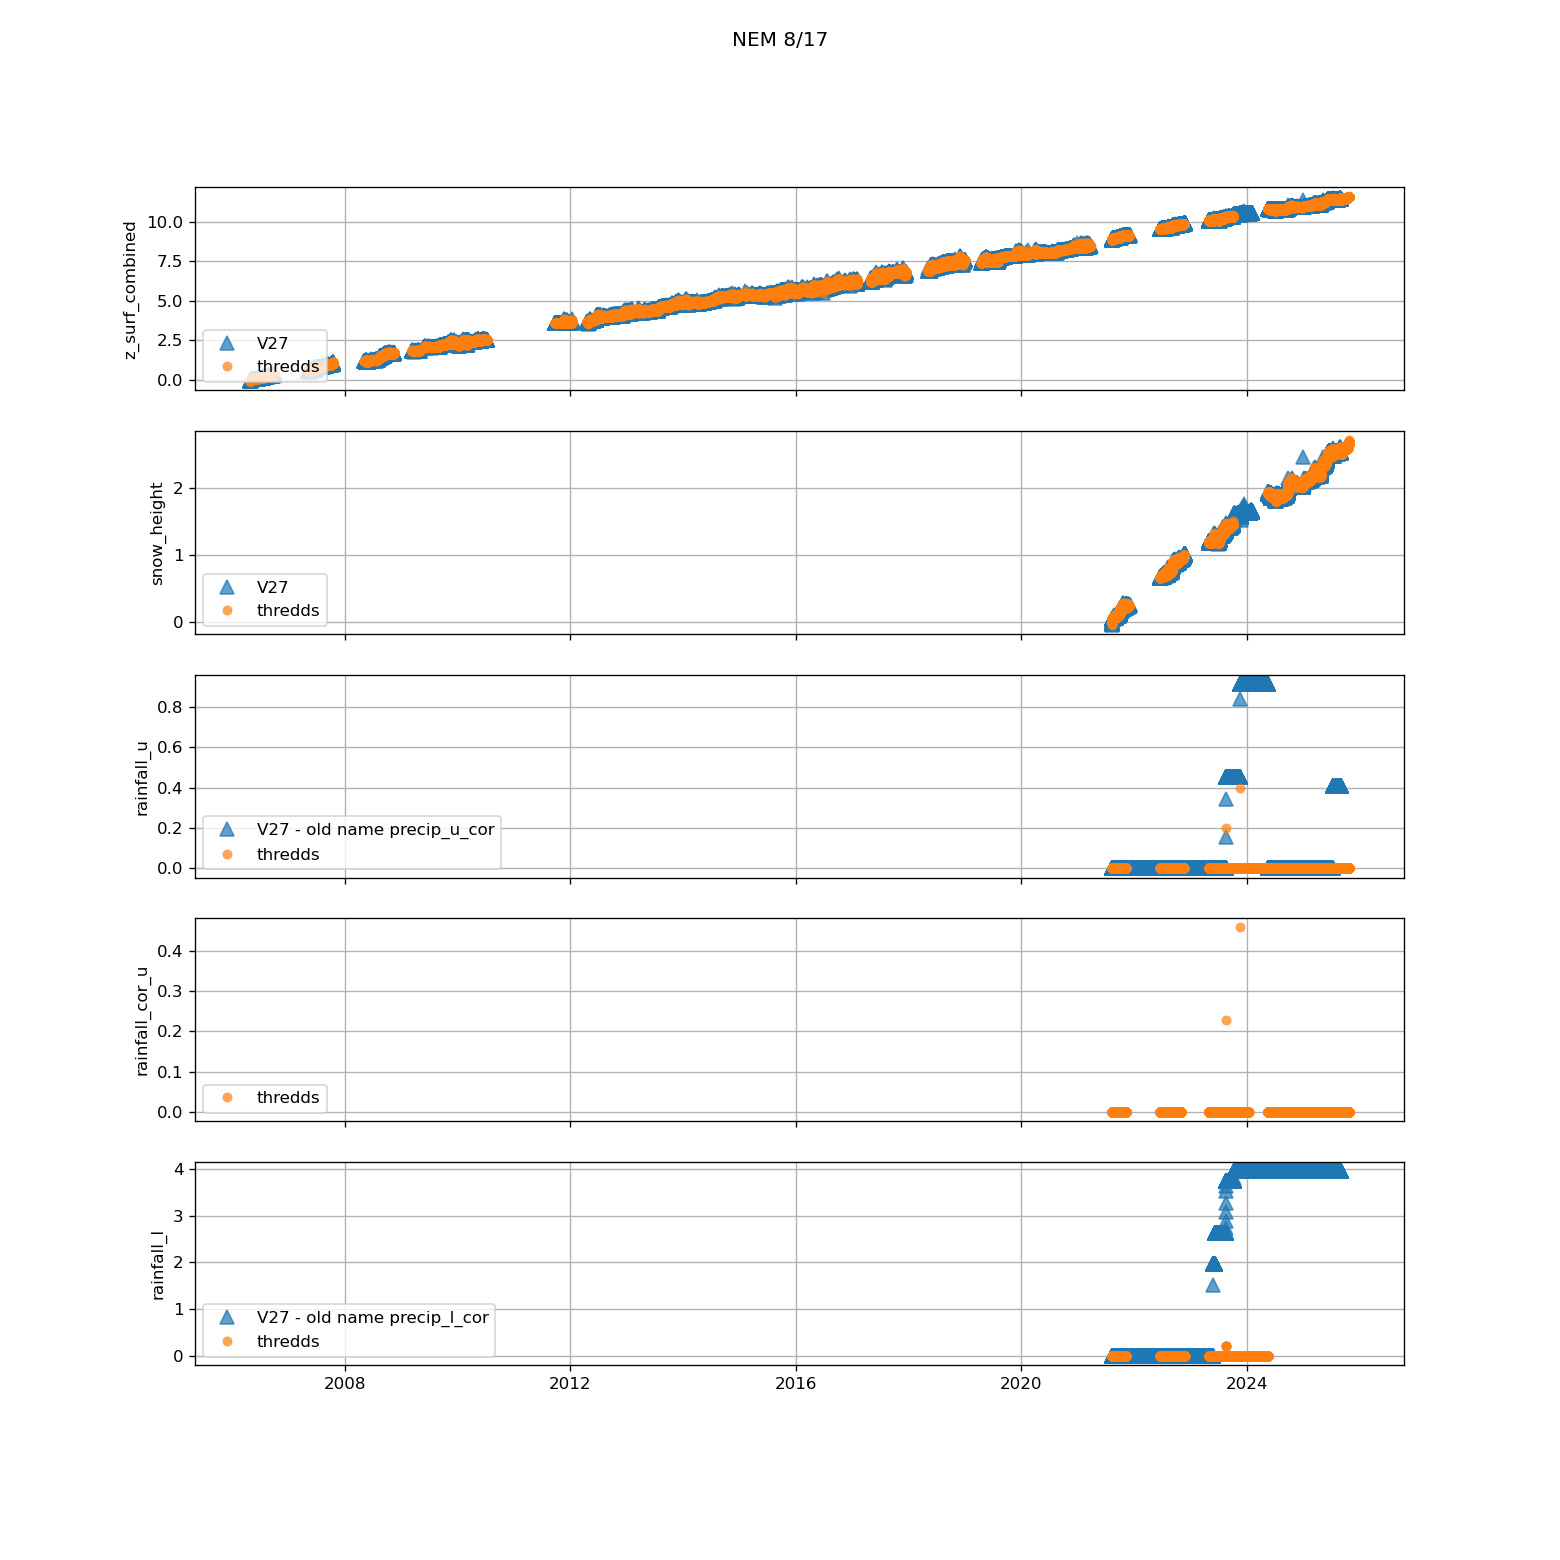 NEM 8/17
z_surf_combined
10.0
7.5
5.0
2.5
0.0
V27
thredds
snow_height
2
1
0
V27
thredds
rainfall_u
0.8
0.6
0.4
0.2
0.0
V27 - old name precip_u_cor
thredds
rainfall_cor_u
0.4
0.3
0.2
0.1
0.0
thredds
rainfall_l
4
3
2
1
0
V27 - old name precip_l_cor
thredds
2008 2012 2016 2020 2024